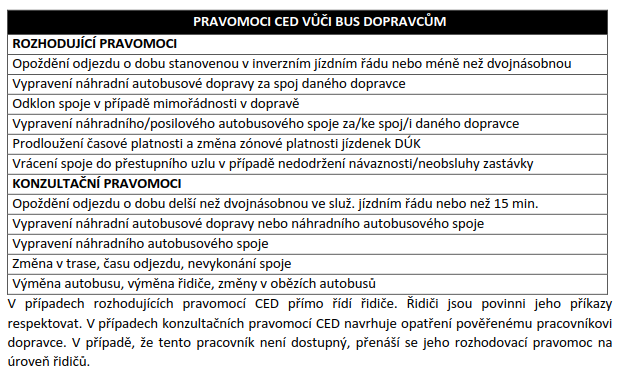 PRAVOMOCI CED VŮČI BUS DOPRAVCŮM
ROZHODUJÍCÍ PRAVOMOCI
Opoždění odjezdu o dobu stanovenou v inverzním jízdním řádu nebo méně než dvojnásobnou
Vypravení náhradní autobusové dopravy za spoj daného dopravce
Odklon spoje v případě mimořádnosti v dopravě
Vypravení náhradního/posilového autobusového spoje za/ke spoj/i daného dopravce
Prodloužení časové platnosti a změna zónové platnosti jízdenek DÚK
Vrácení spoje do přestupního uzlu v případě nedodržení návaznosti/neobsluhy zastávky
KONZULTAČNÍ PRAVOMOCI
Opoždění odjezdu o dobu delší než dvojnásobnou ve služ. jízdním řádu nebo než 15 min.
Vypravení náhradní autobusové dopravy nebo náhradního autobusového spoje
Vypravení náhradního autobusového spoje
Změna v trase, času odjezdu, nevykonání spoje
Výměna autobusu, výměna řidiče, změny v obězích autobusů
V případech rozhodujících pravomocí CED přímo řídí řidiče. Řidiči jsou povinni jeho příkazy
respektovat. V případech konzultačních pravomocí CED navrhuje opatření pověřenému pracovníkovi
dopravce. V případě, že tento pracovník není dostupný, přenáší se jeho rozhodovací pravomoc na
úroveň řidičů.